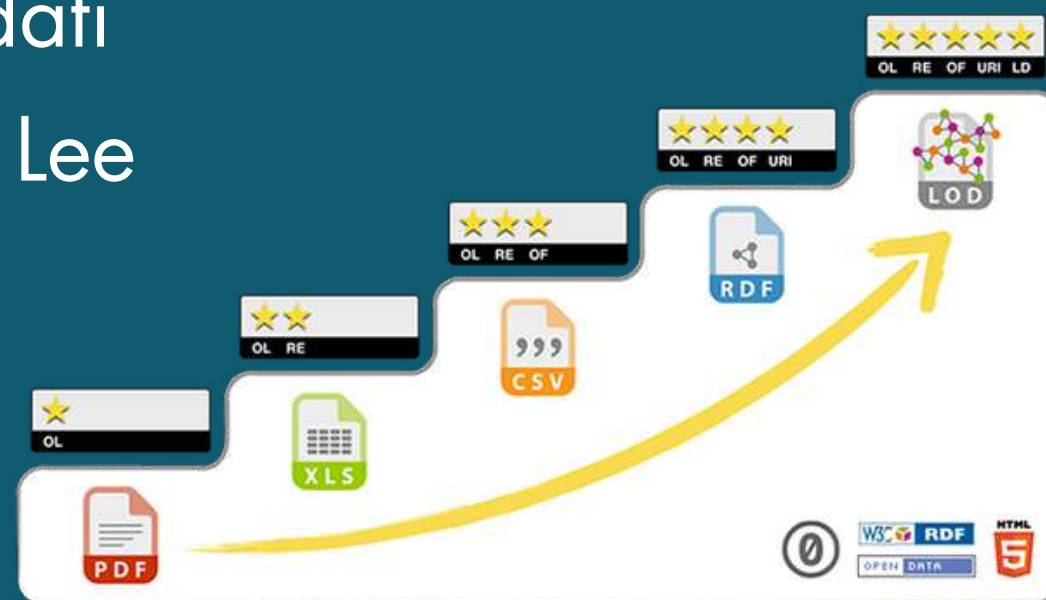 Lee
OL RE OF URI LD
LOD
OL RE OF URI
RDF
OL RE OF
,,,
CSV
OL RE
XLS
OL
PDF
0
W3C RDF
OPEN DATA
HTML
5